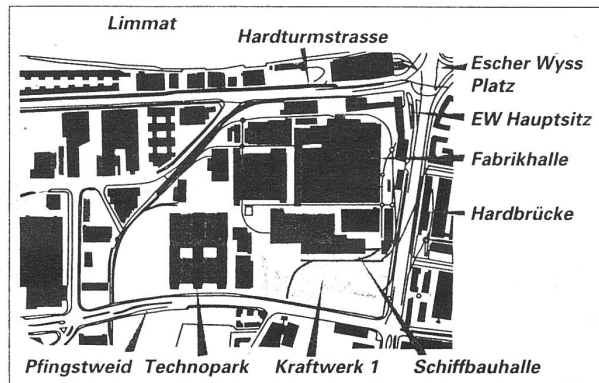 Limmat
Hardturmstrasse
Escher Wyss
Platz
EW Hauptsitz
Fabrikhalle
Hardbrücke
Pfingstweid Technopark Kraftwerk 1 Schiffbauhalle